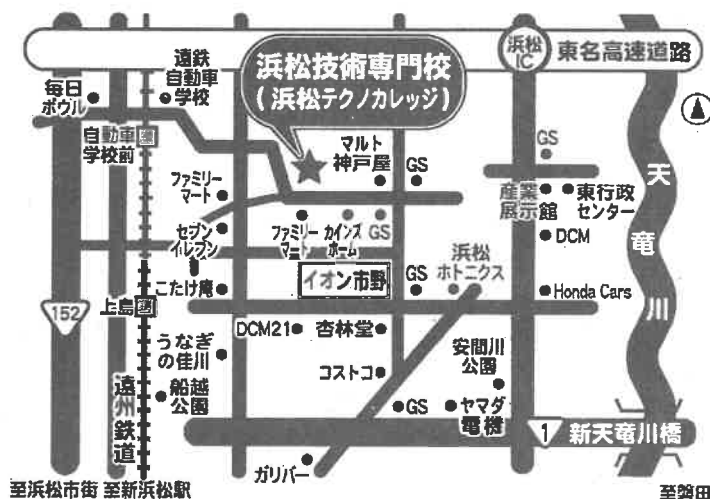 浜松
IC
東名高速道路
遠鉄
自動車
学校
浜松技術専門校
(浜松テクノカレッジ)
毎日
ボウル
自動車
学校前
マルト
神戸屋
GS
GS
ファミリー
マート
産業
展示
館
東行政
センター
天
竜
川
セブン
イレブン
ファミリー
マート
カインズ
ホーム
GS
DCM
浜松
ホトニクス
こたけ庵
イオン市野
GS
Honda Cars
152
上島
DCM21
杏林堂
うなぎ
の佳川
安間川
公園
コストコ
船越
公園
遠
州
鉄
道
GS
ヤマダ
電機
1
新天竜川橋
ガリバー
至浜松市街
至新浜松駅
至磐田